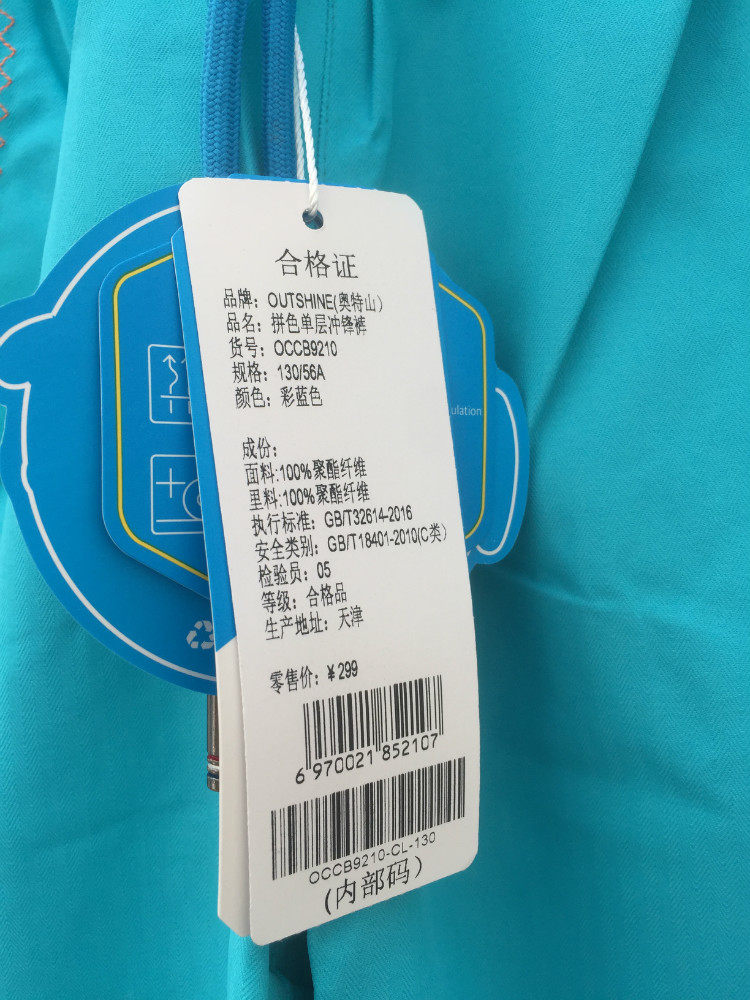 合格证
品牌：OUTSHINE(奥特山)
品名：拼色单层冲锋裤
货号：OCCB9210
规格：130/56A
颜色：彩蓝色
成份：
面料:100%聚酯纤维
里料:100%聚酯纤维
执行标准：GB/T32614-2016
安全类别：GB/T18401-2010(C类)
检验员：05
等级：合格品
生产地址：天津
零售价：￥299
6 970021 852107
OCCB9210-CL-130
(内部码)
ulation